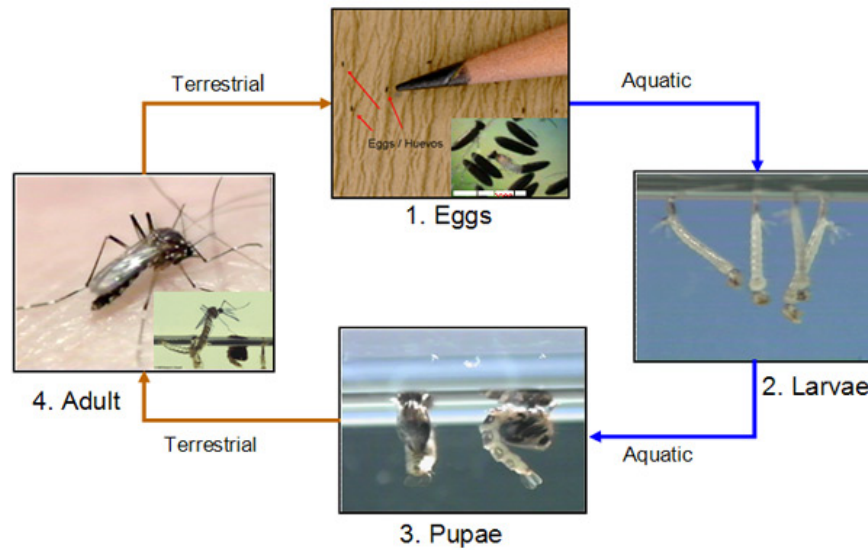 Terrestrial
Aquatic
Eggs / Huevos
1. Eggs
2. Larvae
4. Adult
Terrestrial
Aquatic
3. Pupae